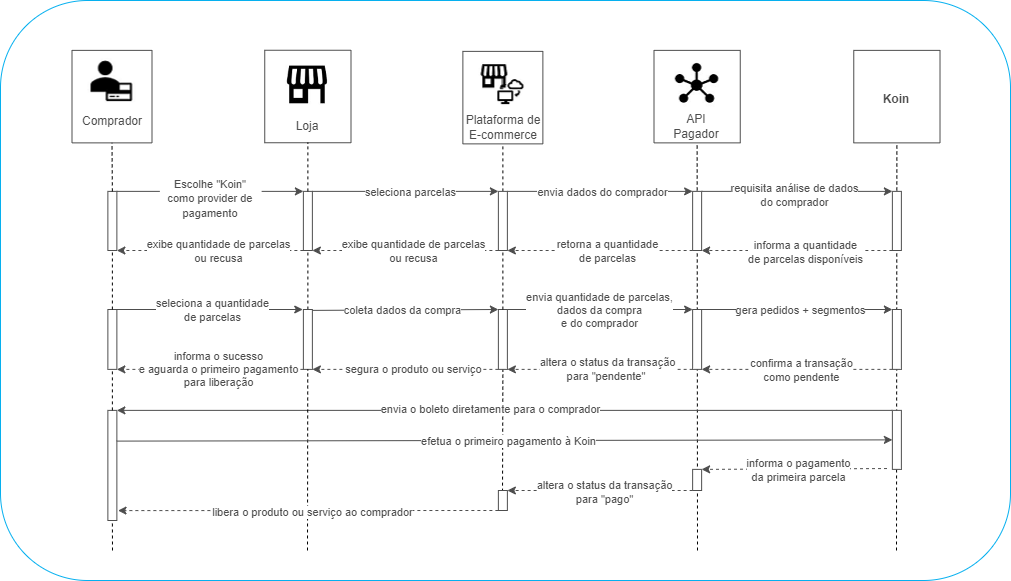 Comprador
Loja
Plataforma de
E-commerce
API
Pagador
Koin
Escolhe "Koin"
como provider de
pagamento
seleciona parcelas
envia dados do comprador
requisita análise de dados
do comprador
exibe quantidade de parcelas
ou recusa
exibe quantidade de parcelas
ou recusa
retorna a quantidade
de parcelas
informa a quantidade
de parcelas disponíveis
seleciona a quantidade
de parcelas
coleta dados da compra
envia quantidade de parcelas,
dados da compra
e do comprador
gera pedidos + segmentos
informa o sucesso
e aguarda o primeiro pagamento
para liberação
segura o produto ou serviço
altera o status da transação
para "pendente"
confirma a transação
como pendente
envia o boleto diretamente para o comprador
efetua o primeiro pagamento à Koin
informa o pagamento
da primeira parcela
altera o status da transação
para "pago"
libera o produto ou serviço ao comprador